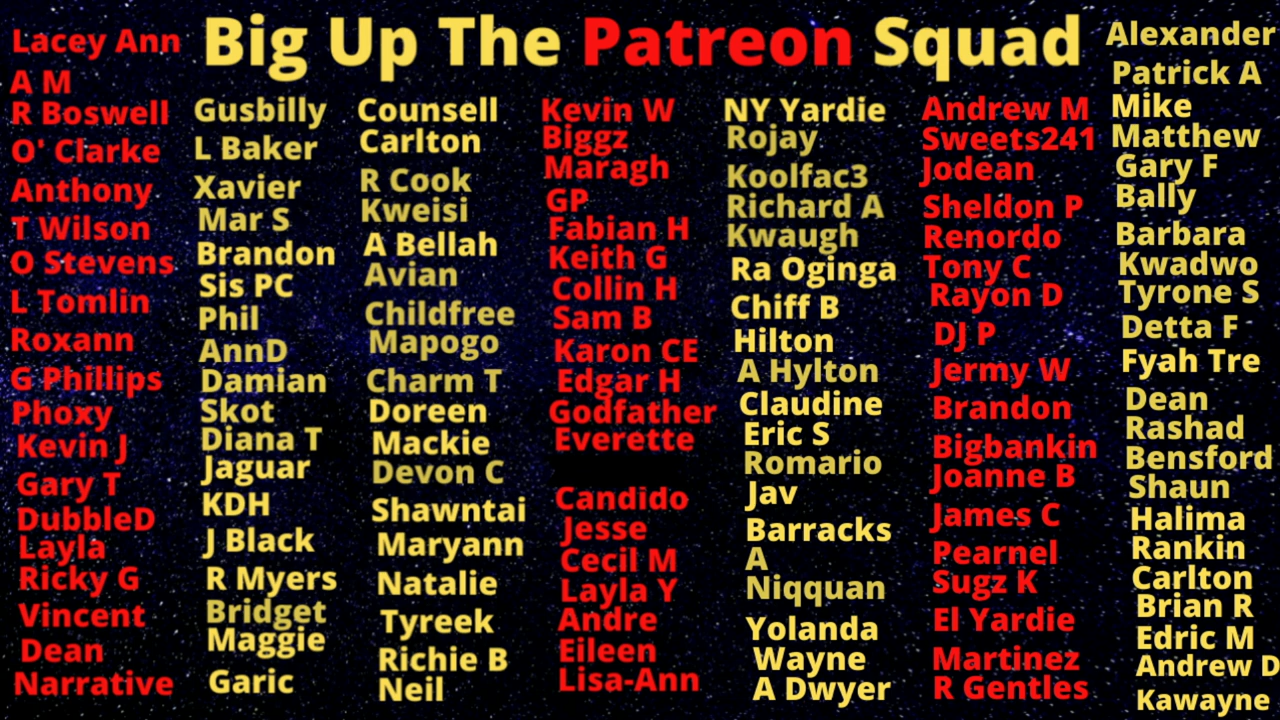 Big Up The Patreon Squad
Lacey Ann
A M
R Boswell
O' Clarke
Anthony
T Wilson
O Stevens
L Tomlin
Roxann
G Phillips
Phoxy
Kevin J
Gary T
DubbleD
Layla
Ricky G
Vincent
Dean
Narrative
Gusbilly
L Baker
Xavier
Mar S
Brandon
Sis PC
Phil
AnnD
Damian
Skot
Diana T
Jaguar
KDH
J Black
R Myers
Bridget
Maggie
Garic
Counsell
Carlton
R Cook
Kweisi
A Bellah
Avian
Childfree
Mapogo
Charm T
Doreen
Mackie
Devon C
Shawntai
Maryann
Natalie
Tyreek
Richie B
Neil
Kevin W
Biggz
Maragh
GP
Fabian H
Keith G
Collin H
Sam B
Karon CE
Edgar H
Godfather
Everette
Candido
Jesse
Cecil M
Layla Y
Andre
Eileen
Lisa-Ann
NY Yardie
Rojay
Koolfac3
Richard A
Kwaugh
Ra Oginga
Chiff B
Hilton
A Hylton
Claudine
Eric S
Romario
Jav
Barracks
A
Niqquan
Yolanda
Wayne
A Dwyer
Andrew M
Sweets241
Jodean
Sheldon P
Renordo
Tony C
Rayon D
DJ P
Jermy W
Brandon
Bigbankin
Joanne B
James C
Pearnel
Sugz K
El Yardie
Martinez
R Gentles
Alexander
Patrick A
Mike
Matthew
Gary F
Bally
Barbara
Kwadwo
Tyrone S
Detta F
Fyah Tre
Dean
Rashad
Bensford
Shaun
Halima
Rankin
Carlton
Brian R
Edric M
Andrew D
Kawayne